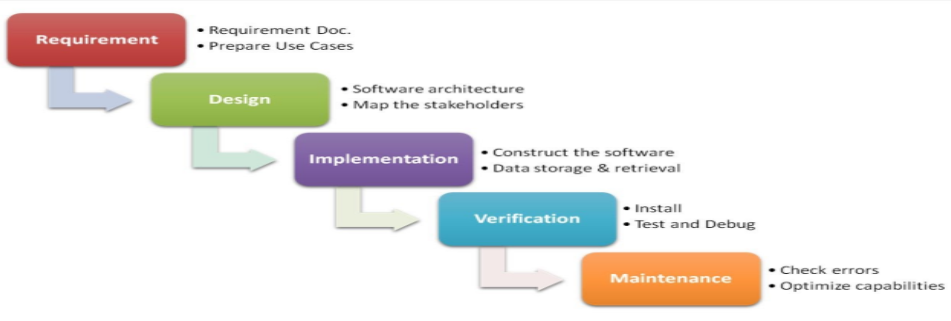 Requirement
• Requirement Doc.
• Prepare Use Cases
Design
• Software architecture
• Map the stakeholders
Implementation
• Construct the software
• Data storage & retrieval
Verification
• Install
• Test and Debug
Maintenance
• Check errors
• Optimize capabilities